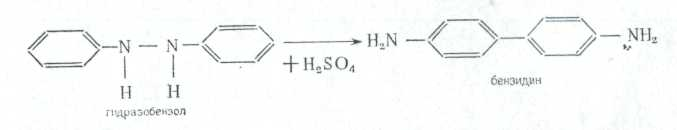 N — N
H₂N
NH₂
+H₂SO₄
H H
гидразобензол
бензидин